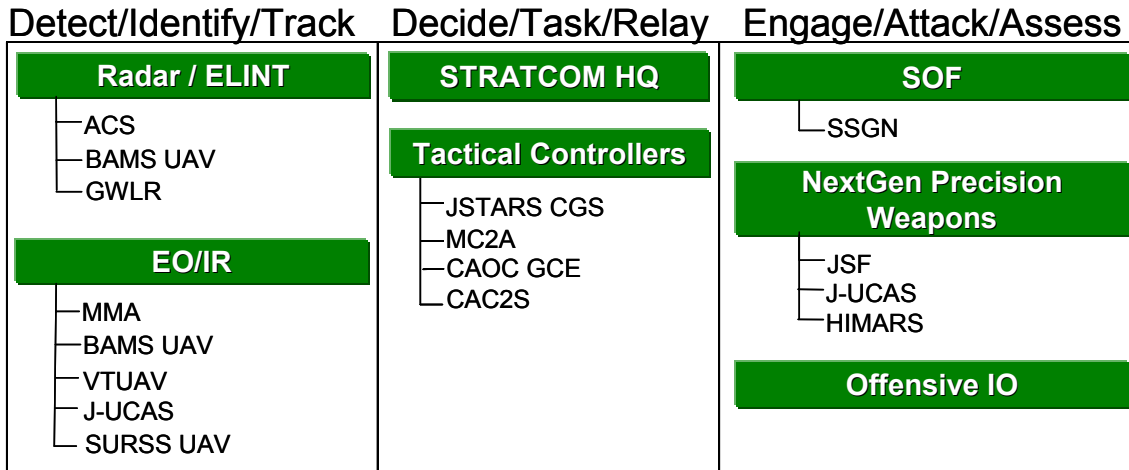 Detect/Identify/Track
Radar / ELINT
ACS
BAMS UAV
GWLR
EO/IR
MMA
BAMS UAV
VTUAV
J-UCAS
SURSS UAV
Decide/Task/Relay
STRATCOM HQ
Tactical Controllers
JSTARS CGS
MC2A
CAOC GCE
CAC2S
Engage/Attack/Assess
SOF
SSGN
NextGen Precision
Weapons
JSF
J-UCAS
HIMARS
Offensive IO